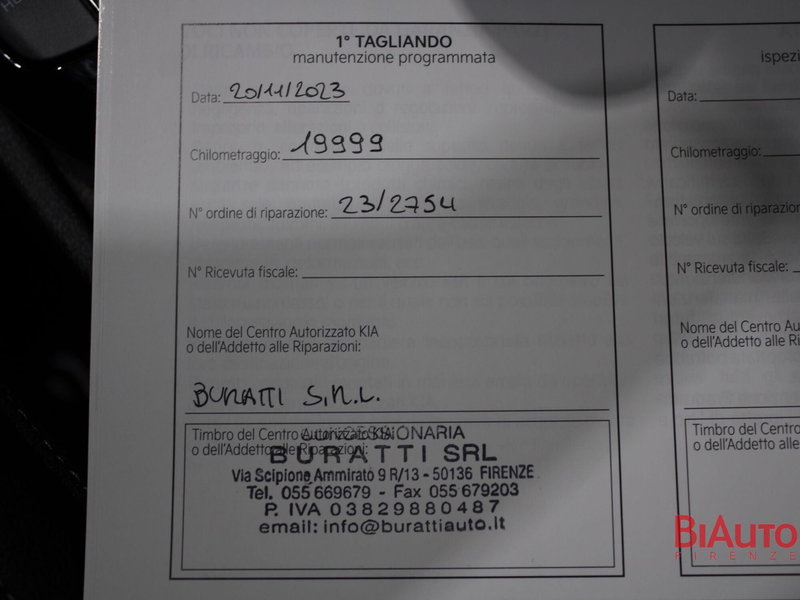 1° TAGLIANDO
manutenzione programmata
Data: 20/11/2023
Chilometraggio: 19999
N° ordine di riparazione: 23/2754
N° Ricevuta fiscale:
Nome del Centro Autorizzato KIA
o dell'Addetto alle Riparazioni:
BURATTI S.R.L.
Timbro del Centro Autorizzato KIA
o dell'Addetto alle Riparazioni:
BURATTI SRL
Via Scipione Ammirato 9 R/13 - 50136 FIRENZE
Tel. 055 669679 - Fax 055 679203
P. IVA 03829880487
email: info@burattiauto.it
ispezi
Data:
Chilometraggio:
N° ordine di riparazion
N° Ricevuta fiscale:
Nome del Centro Au
o dell'Addetto alle R
Timbro del Centro
o dell'Addetto alle
BIAUTO
FIRENZE